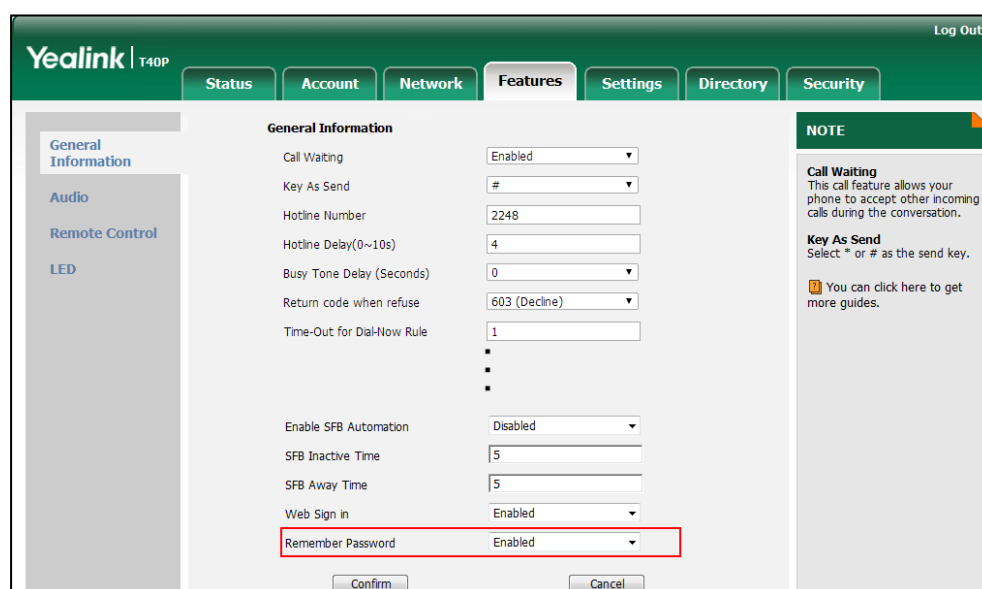 Log Out
Yealink | T40P
Status Account Network Features Settings Directory Security
General Information
Audio
Remote Control
LED
General Information
Call Waiting Enabled
Key As Send #
Hotline Number 2248
Hotline Delay(0~10s) 4
Busy Tone Delay (Seconds) 0
Return code when refuse 603 (Decline)
Time-Out for Dial-Now Rule 1
Enable SFB Automation Disabled
SFB Inactive Time 5
SFB Away Time 5
Web Sign in Enabled
Remember Password Enabled
Confirm Cancel
NOTE
Call Waiting
This call feature allows your
phone to accept other incoming
calls during the conversation.
Key As Send
Select * or # as the send key.
You can click here to get
more guides.